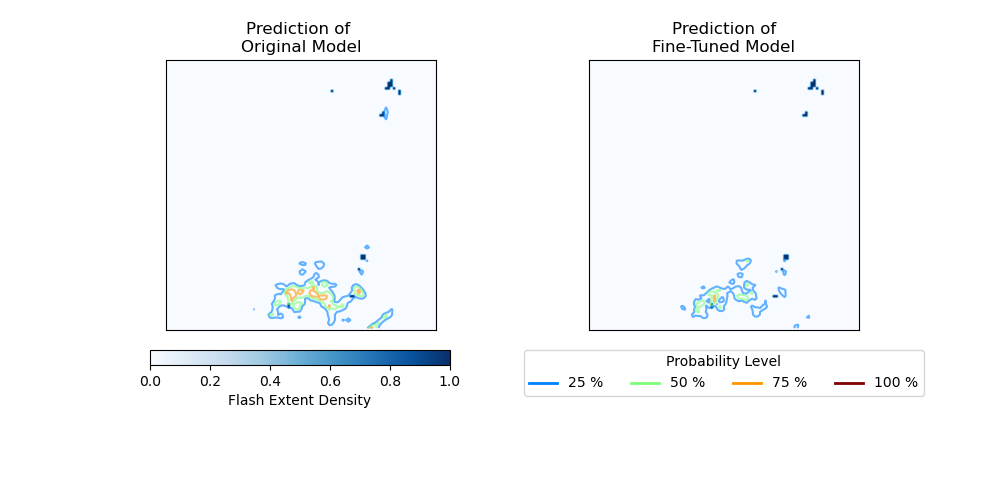 Prediction of
Original Model
Prediction of
Fine-Tuned Model
0.0 0.2 0.4 0.6 0.8 1.0
Flash Extent Density
Probability Level
25 % 50 % 75 % 100 %